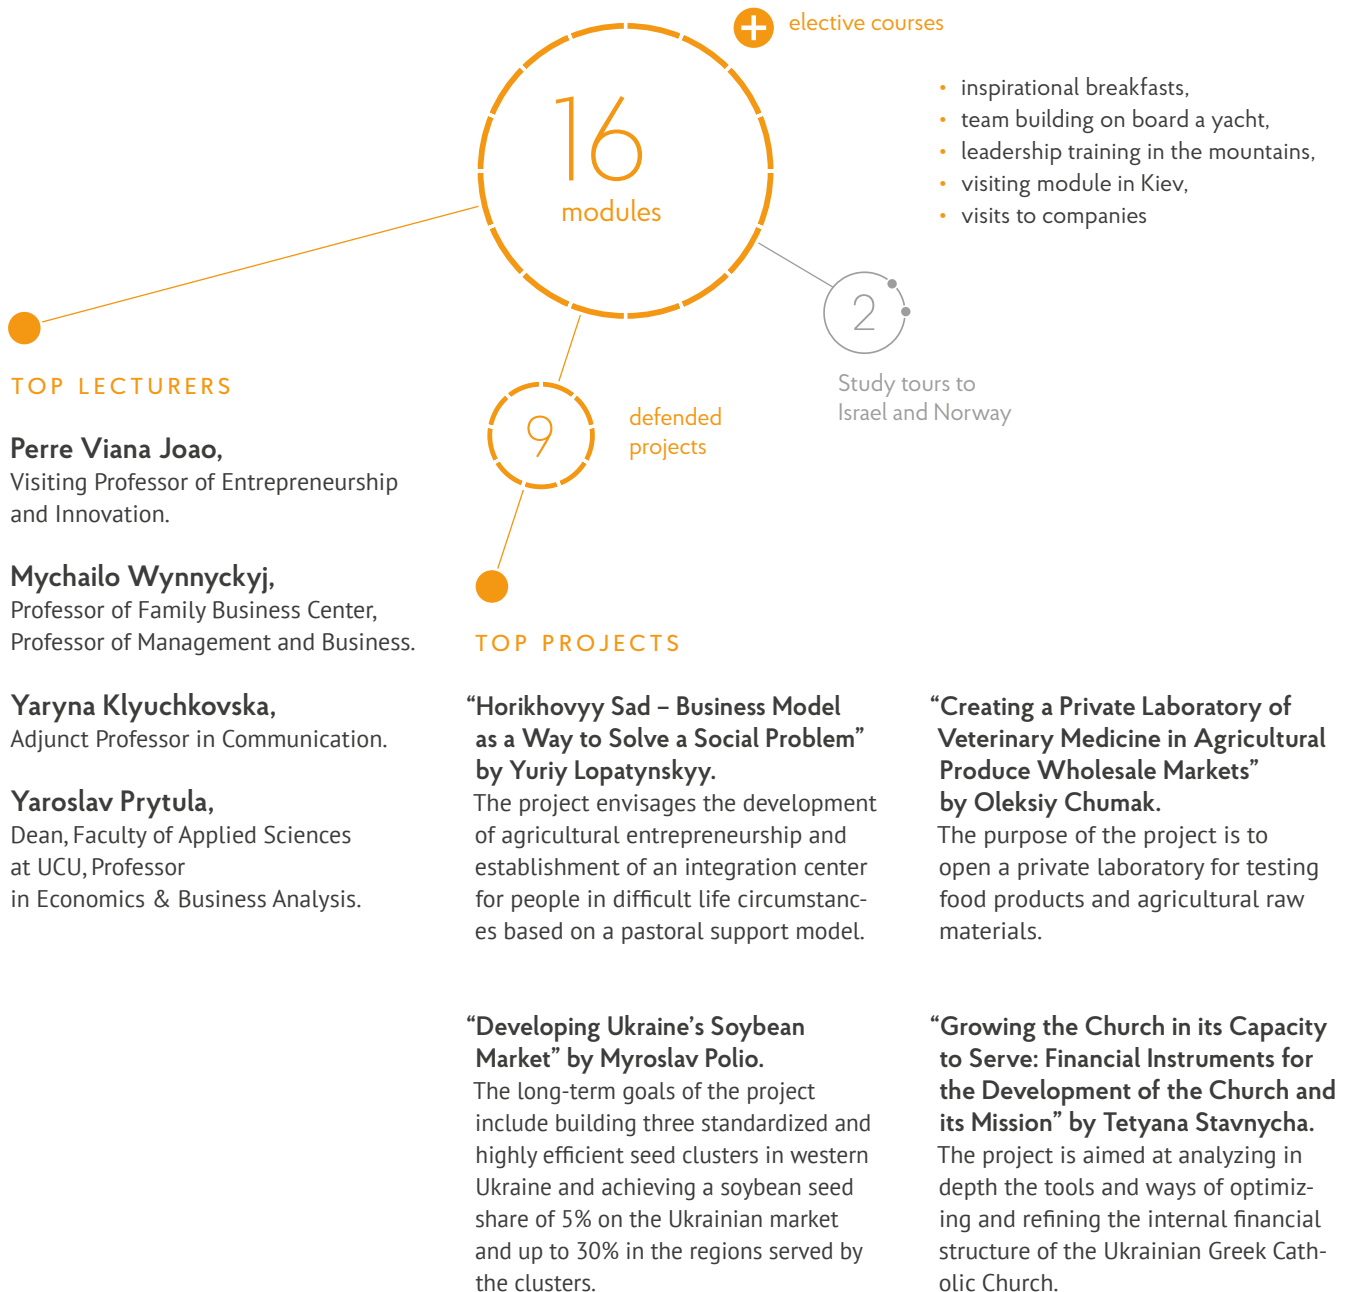 elective courses
• inspirational breakfasts,
• team building on board a yacht,
• leadership training in the mountains,
• visiting module in Kiev,
• visits to companies
16
modules
2
Study tours to
Israel and Norway
9
defended
projects
TOP LECTURERS
Perre Viana Joao,
Visiting Professor of Entrepreneurship
and Innovation.
Mychailo Wynnyckyj,
Professor of Family Business Center,
Professor of Management and Business.
Yaryna Klyuchkovska,
Adjunct Professor in Communication.
Yaroslav Prytula,
Dean, Faculty of Applied Sciences
at UCU, Professor
in Economics & Business Analysis.
TOP PROJECTS
“Horikhovyy Sad – Business Model
as a Way to Solve a Social Problem”
by Yuriy Lopatynskyy.
The project envisages the development
of agricultural entrepreneurship and
establishment of an integration center
for people in difficult life circumstanc-
es based on a pastoral support model.
“Creating a Private Laboratory of
Veterinary Medicine in Agricultural
Produce Wholesale Markets”
by Oleksiy Chumak.
The purpose of the project is to
open a private laboratory for testing
food products and agricultural raw
materials.
“Developing Ukraine’s Soybean
Market” by Myroslav Polio.
The long-term goals of the project
include building three standardized and
highly efficient seed clusters in western
Ukraine and achieving a soybean seed
share of 5% on the Ukrainian market
and up to 30% in the regions served by
the clusters.
“Growing the Church in its Capacity
to Serve: Financial Instruments for
the Development of the Church and
its Mission” by Tetyana Stavnycha.
The project is aimed at analyzing in
depth the tools and ways of optimiz-
ing and refining the internal financial
structure of the Ukrainian Greek Cath-
olic Church.